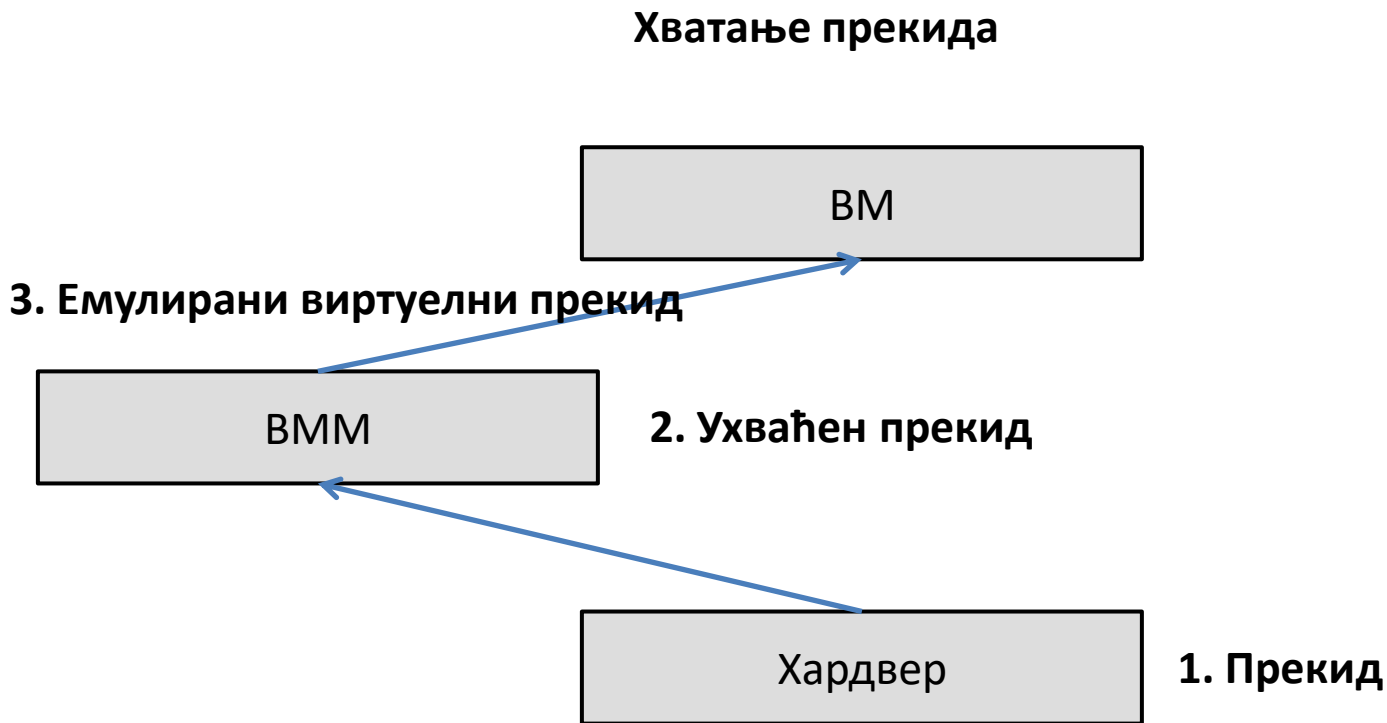 Хватање прекида
ВМ
3. Емулирани виртуелни прекид
ВММ
2. Ухваћен прекид
Хардвер
1. Прекид